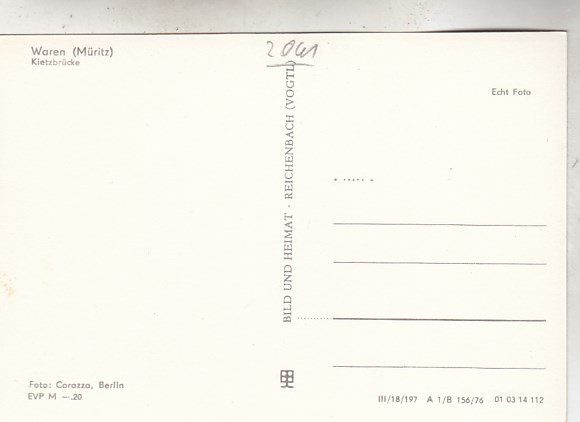 Waren (Müritz)
Kietzbrücke
2041
BILD UND HEIMAT · REICHENBACH (VOGTL)
Echt Foto
Foto: Corazza, Berlin
EVP M —.20
III/18/197 A 1/B 156/76 01 03 14 112